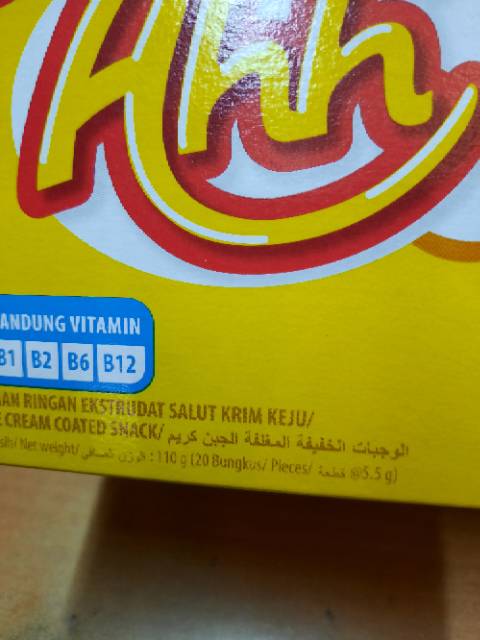 Ahh
ANDUNG VITAMIN
B1 B2 B6 B12
AN RINGAN EKSTRUDAT SALUT KRIM KEJU/
CREAM COATED SNACK/ الوجبات الخفيفة المغلفة الجبن كريم
sih/ Net weight/ الوزن الصافي : 110 g (20 Bungkus/ Pieces/ قطعة @5.5 g)